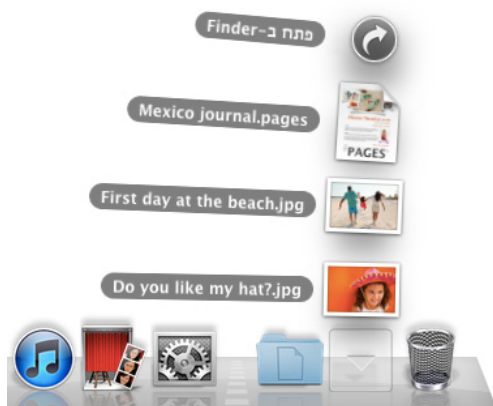 פתח ב-Finder
Mexico journal.pages
PAGES
First day at the beach.jpg
Do you like my hat?.jpg